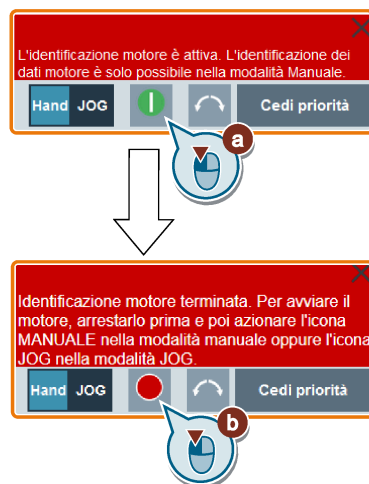 L'identificazione motore è attiva. L'identificazione dei
dati motore è solo possibile nella modalità Manuale.
Hand JOG Cedi priorità
a
Identificazione motore terminata. Per avviare il
motore, arrestarlo prima e poi azionare l'icona
MANUALE nella modalità manuale oppure l'icona
JOG nella modalità JOG.
Hand JOG Cedi priorità
b